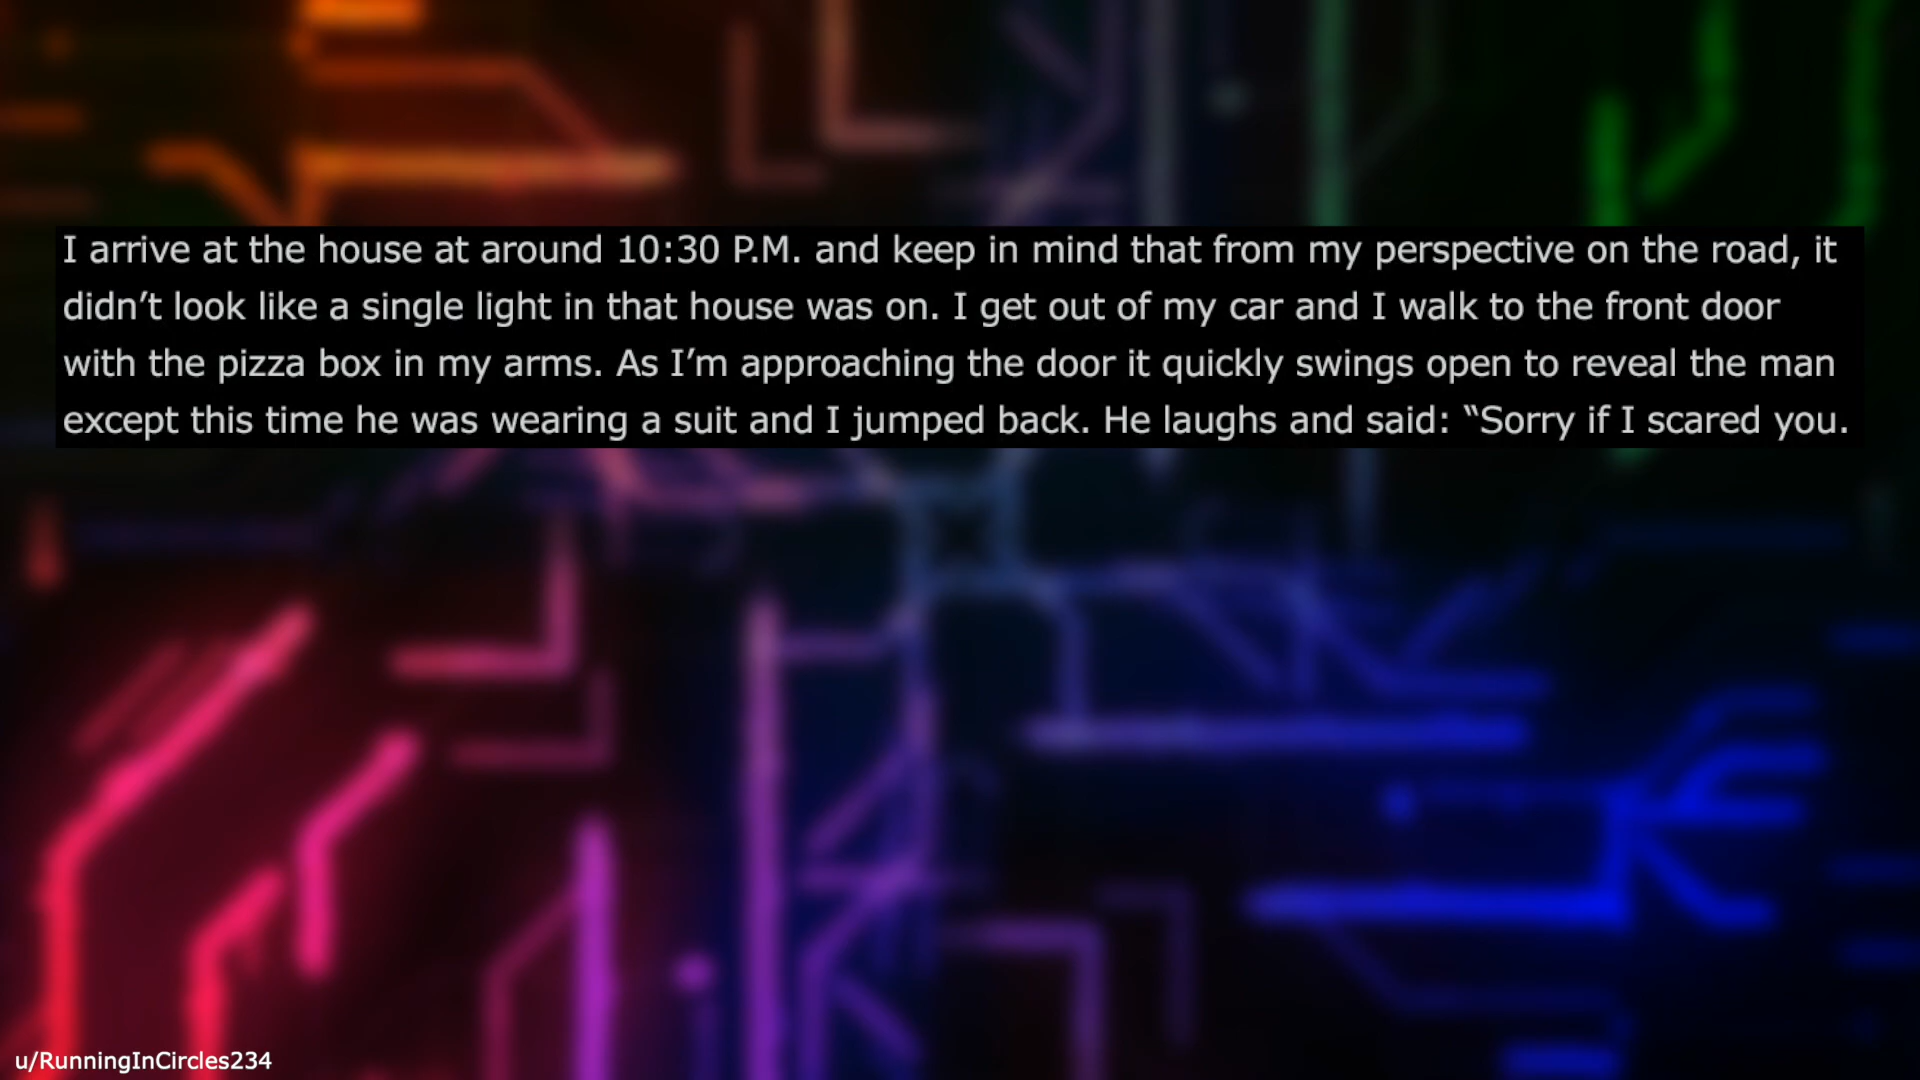 I arrive at the house at around 10:30 P.M. and keep in mind that from my perspective on the road, it
didn’t look like a single light in that house was on. I get out of my car and I walk to the front door
with the pizza box in my arms. As I’m approaching the door it quickly swings open to reveal the man
except this time he was wearing a suit and I jumped back. He laughs and said: “Sorry if I scared you.
u/RunningInCircles234